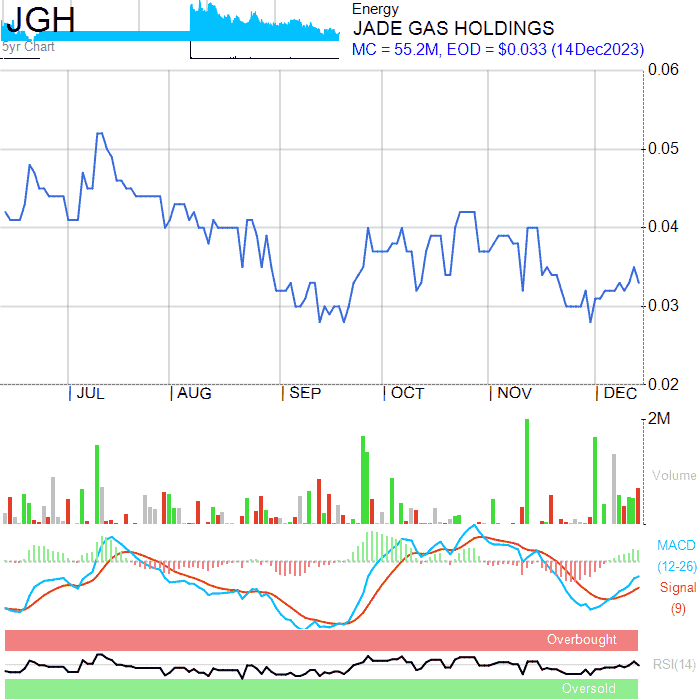 JGH
5yr Chart
Energy
JADE GAS HOLDINGS
MC = 55.2M, EOD = $0.033 (14Dec2023)
0.06
0.05
0.04
0.03
0.02
JUL
AUG
SEP
OCT
NOV
DEC
2M
Volume
MACD
(12-26)
Signal
(9)
Overbought
RSI(14)
Oversold